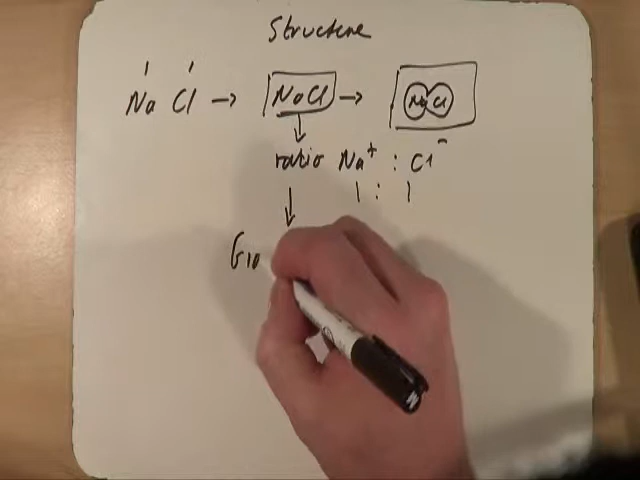 Structure
Na Cl → NaCl → NaCl
ratio Na⁺ : Cl⁻
1 : 1